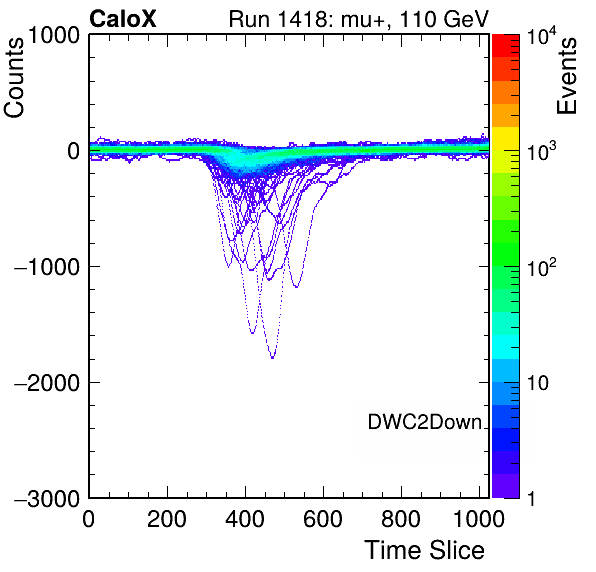 CaloX Run 1418: mu+, 110 GeV
Counts
Events
1000
0
−1000
−2000
−3000
0 200 400 600 800 1000
Time Slice
DWC2Down
10⁴
10³
10²
10
1